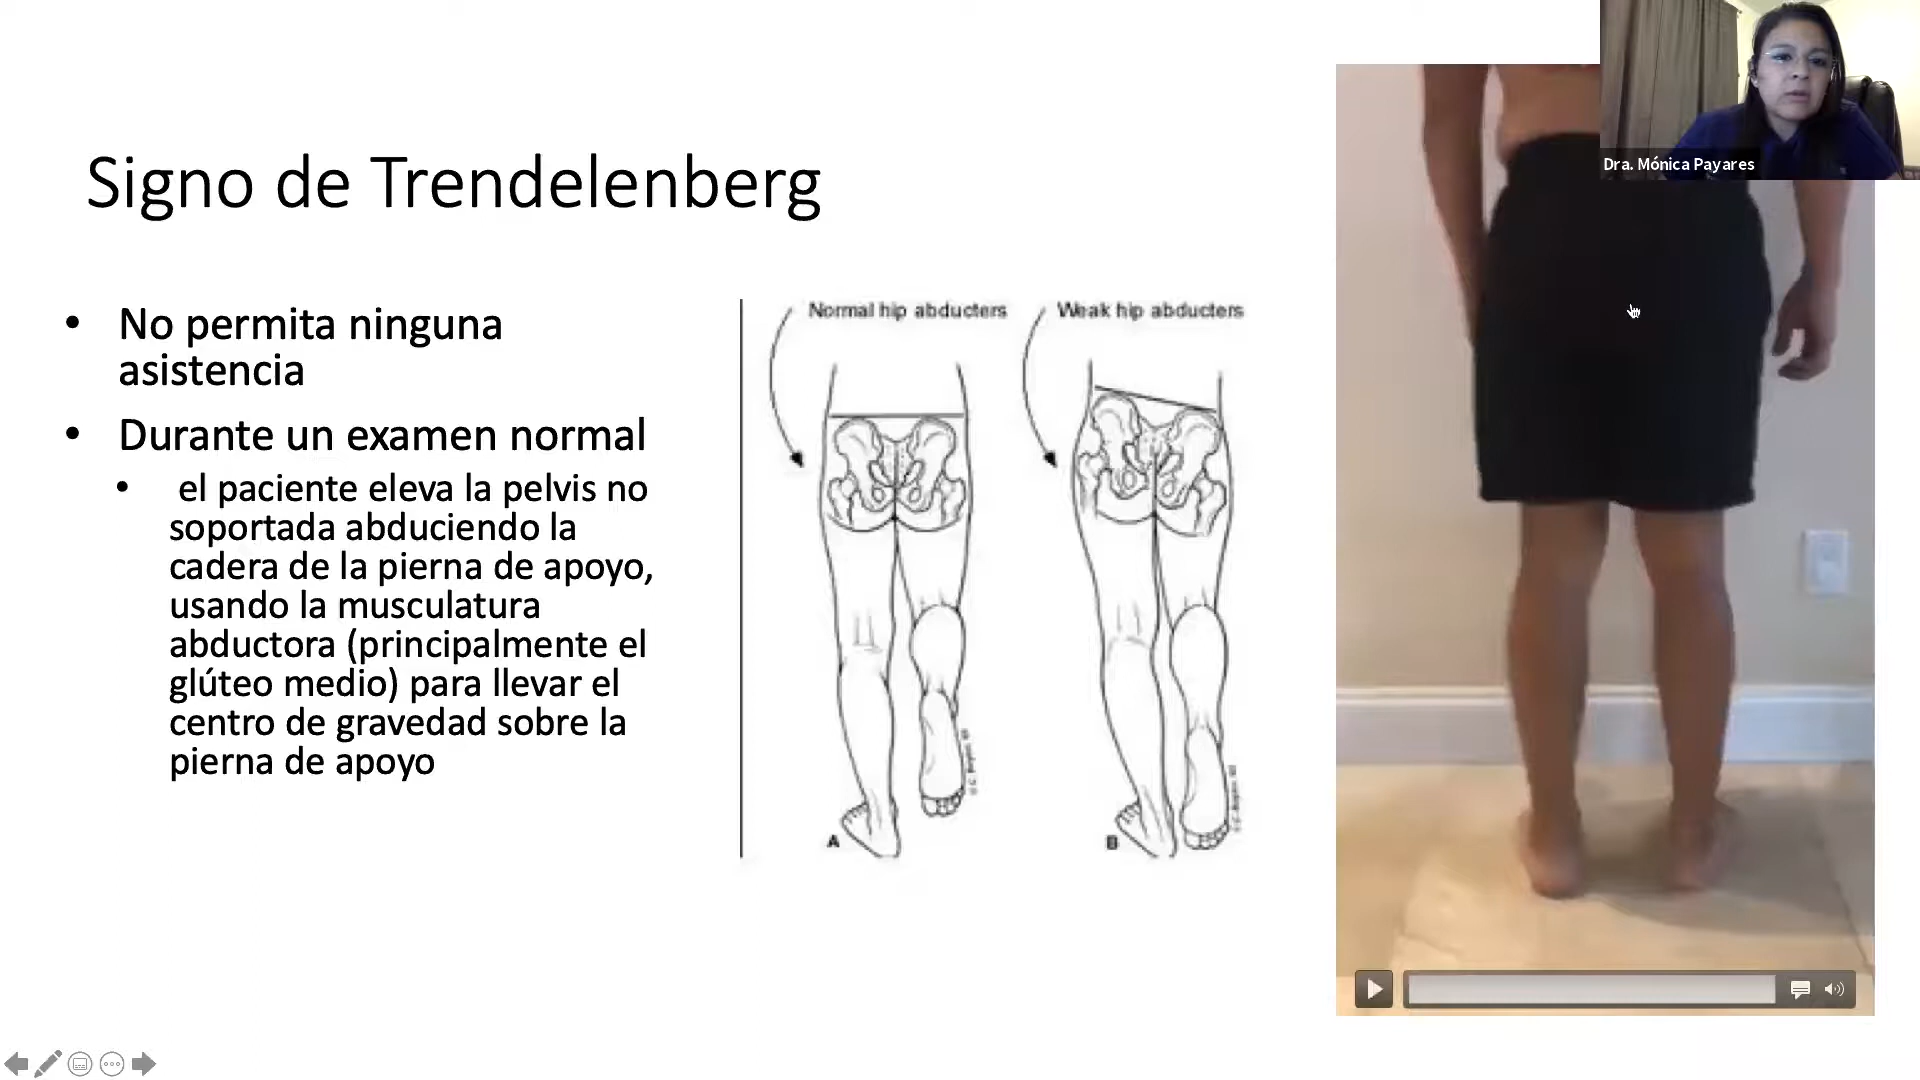 Dra. Mónica Payares
Signo de Trendelenberg
• No permita ninguna
asistencia
• Durante un examen normal
• el paciente eleva la pelvis no
soportada abduciendo la
cadera de la pierna de apoyo,
usando la musculatura
abductora (principalmente el
glúteo medio) para llevar el
centro de gravedad sobre la
pierna de apoyo
Normal hip abducters
Weak hip abducters
A
B